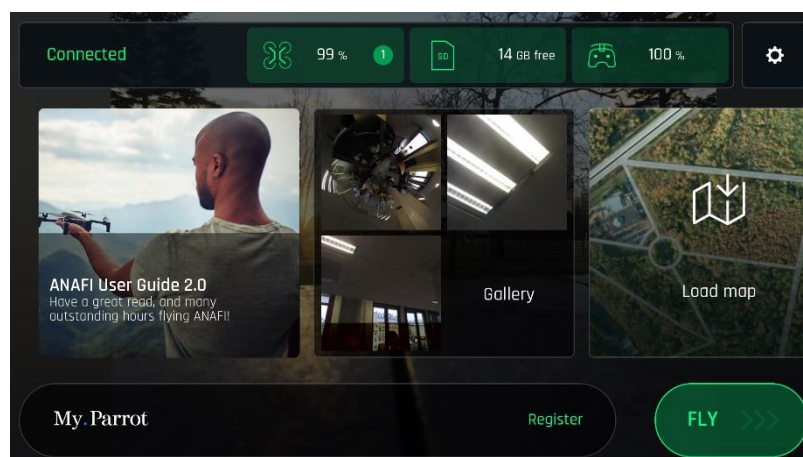 Connected
99 %
1
SD
14 GB free
100 %
ANAFI User Guide 2.0
Have a great read, and many
outstanding hours flying ANAFI!
Gallery
Load map
My.Parrot
Register
FLY